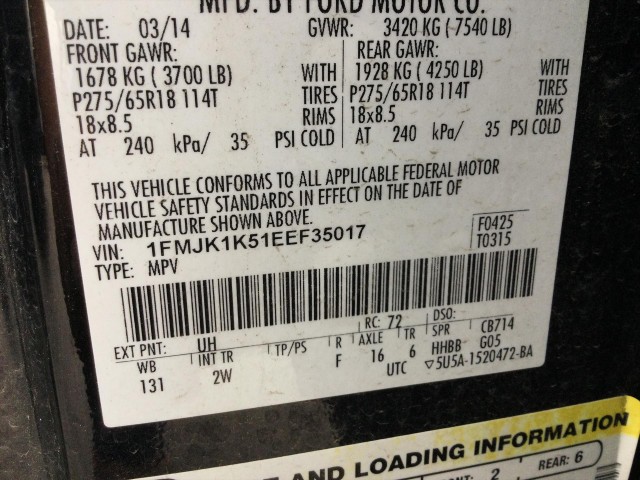 MFD. BY FORD MOTOR CO.
DATE: 03/14 GVWR: 3420 KG (-7540 LB)
FRONT GAWR: REAR GAWR:
1678 KG ( 3700 LB) WITH 1928 KG ( 4250 LB) WITH
P275/65R18 114T TIRES P275/65R18 114T TIRES
18x8.5 RIMS 18x8.5 RIMS
AT 240 kPa/ 35 PSI COLD AT 240 kPa/ 35 PSI COLD
THIS VEHICLE CONFORMS TO ALL APPLICABLE FEDERAL MOTOR
VEHICLE SAFETY STANDARDS IN EFFECT ON THE DATE OF
MANUFACTURE SHOWN ABOVE.
VIN: 1FMJK1K51EEF35017 F0425
TYPE: MPV T0315
EXT PNT: UH RC: 72 DSO:
WB INT TR TP/PS R AXLE TR SPR CB714
131 2W F 16 6 HHBB G05
UTC ▽5U5A-1520472-BA
E AND LOADING INFORMATION
FRONT: 2 REAR: 6